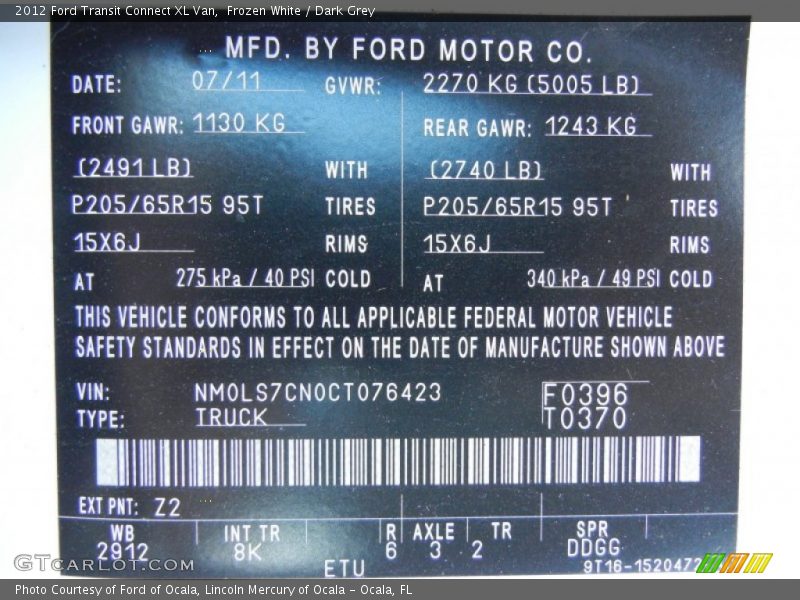 2012 Ford Transit Connect XL Van,  Frozen White / Dark Grey
MFD. BY FORD MOTOR CO.
DATE: 07/11 GVWR: 2270 KG (5005 LB)
FRONT GAWR: 1130 KG REAR GAWR: 1243 KG
(2491 LB) WITH (2740 LB) WITH
P205/65R15 95T TIRES P205/65R15 95T TIRES
15X6J RIMS 15X6J RIMS
AT 275 kPa / 40 PSI COLD AT 340 kPa / 49 PSI COLD
THIS VEHICLE CONFORMS TO ALL APPLICABLE FEDERAL MOTOR VEHICLE
SAFETY STANDARDS IN EFFECT ON THE DATE OF MANUFACTURE SHOWN ABOVE
VIN: NM0LS7CN0CT076423 F0396
TYPE: TRUCK T0370
EXT PNT: Z2
WB INT TR R AXLE TR SPR
2912 8K 6 3 2 DDGG
ETU 9T16-1520472
GTCARLOT.COM
Photo Courtesy of Ford of Ocala, Lincoln Mercury of Ocala - Ocala, FL